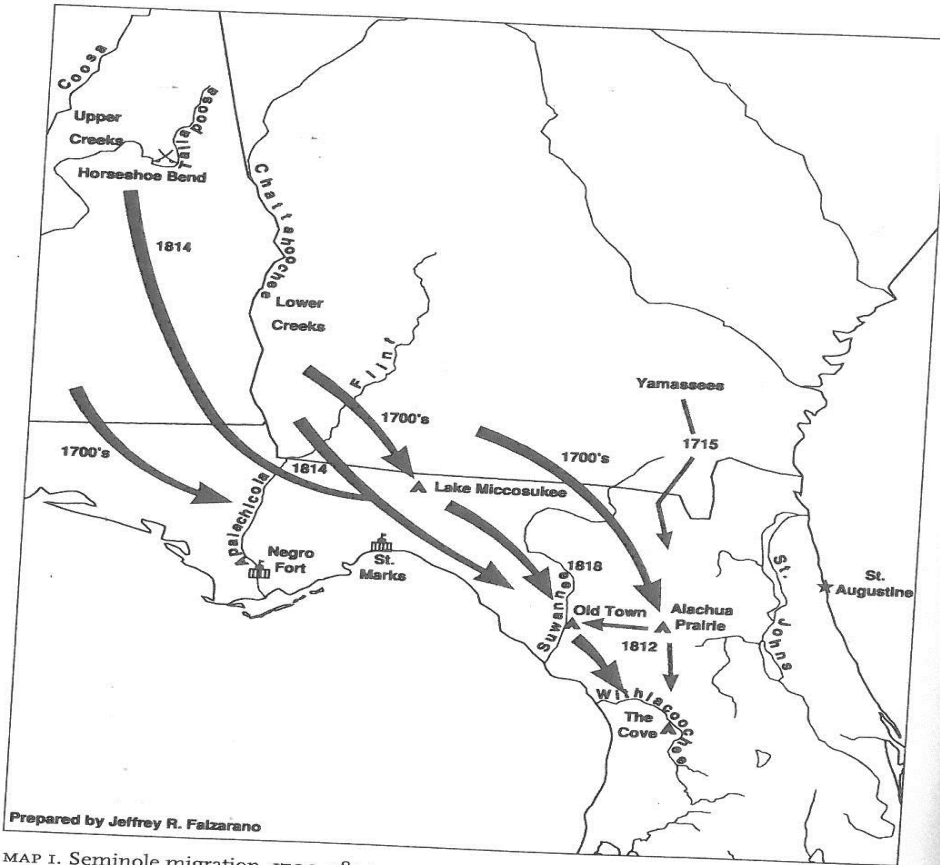 Coosa
Upper
Creeks
Tallapoosa
Horseshoe Bend
1814
Chattahoochee
Lower
Creeks
Flint
Yamassees
1700's
1715
1700's
1700's
1814
Lake Miccosukee
Apalachicola
Negro
Fort
St.
Marks
1818
Suwannee
Old Town
Alachua
Prairie
1812
St. Johns
St.
Augustine
Withlacoochee
The
Cove
Prepared by Jeffrey R. Falzarano
MAP 1. Seminole migration